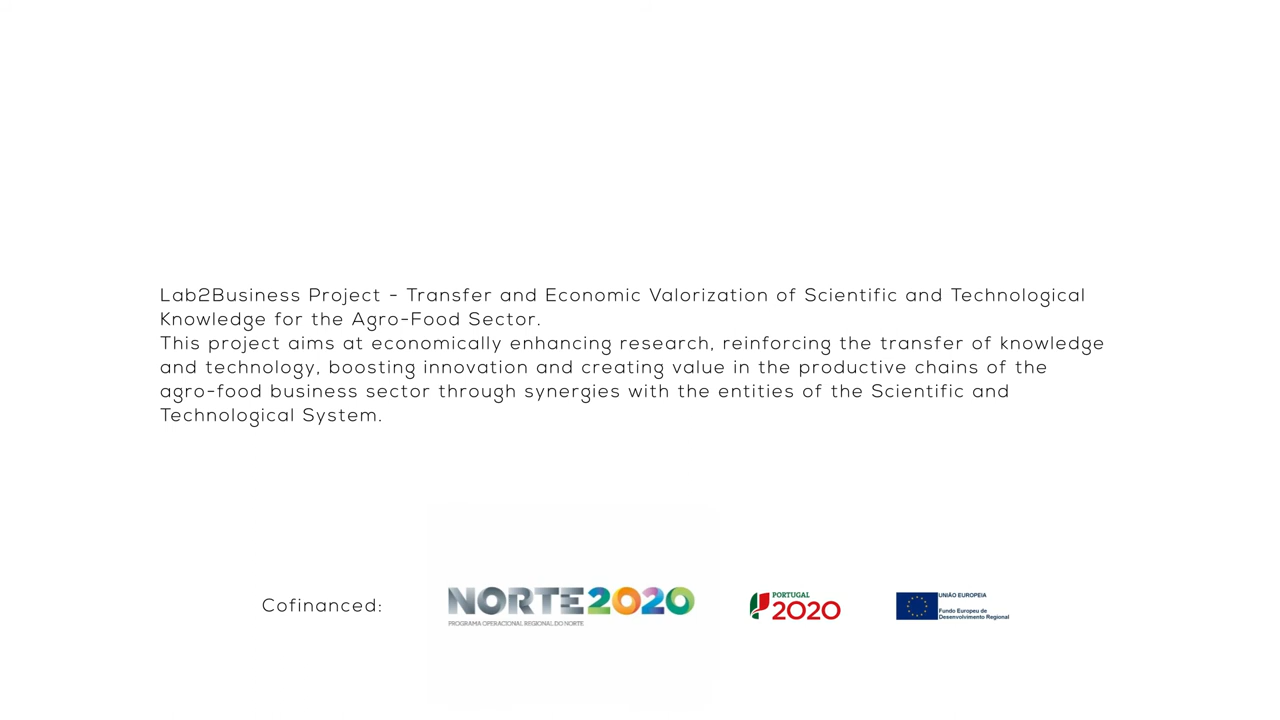 Lab2Business Project - Transfer and Economic Valorization of Scientific and Technological
Knowledge for the Agro-Food Sector.
This project aims at economically enhancing research, reinforcing the transfer of knowledge
and technology, boosting innovation and creating value in the productive chains of the
agro-food business sector through synergies with the entities of the Scientific and
Technological System.
Cofinanced:
NORTE2020
PROGRAMA OPERACIONAL REGIONAL DO NORTE
PORTUGAL
2020
UNIÃO EUROPEIA
Fundo Europeu de
Desenvolvimento Regional